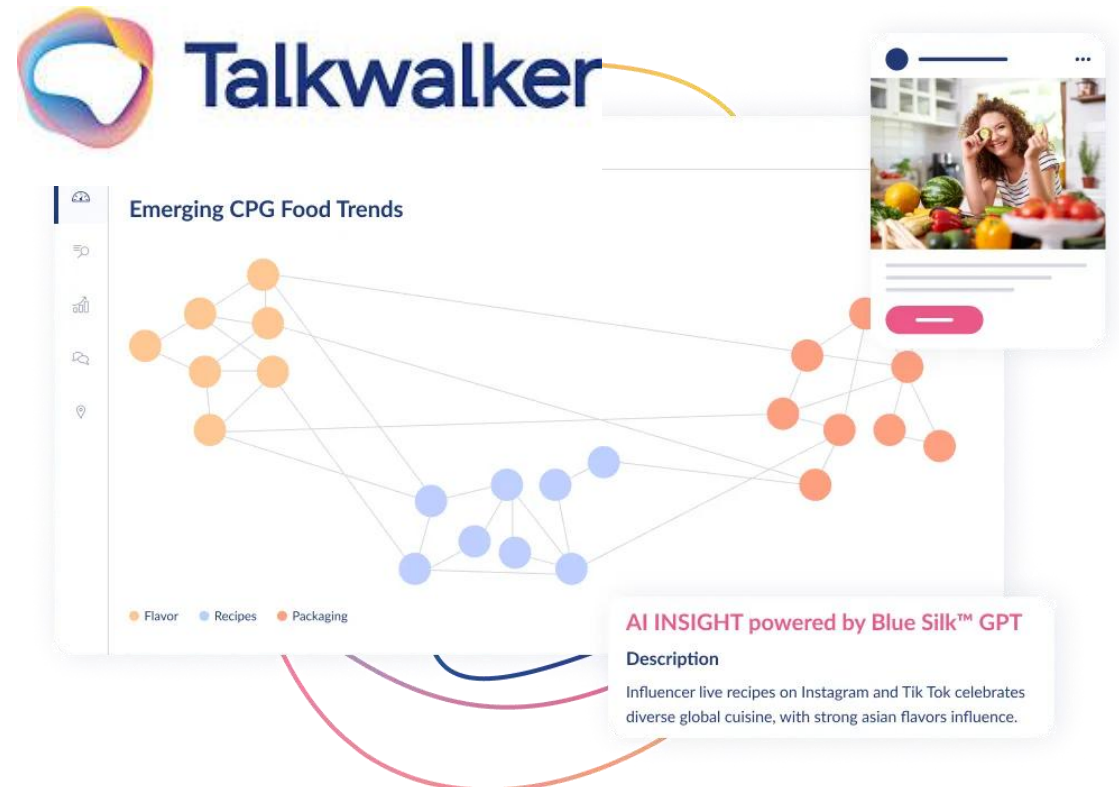 Talkwalker
Emerging CPG Food Trends
Flavor
Recipes
Packaging
AI INSIGHT powered by Blue Silk™ GPT
Description
Influencer live recipes on Instagram and Tik Tok celebrates
diverse global cuisine, with strong asian flavors influence.